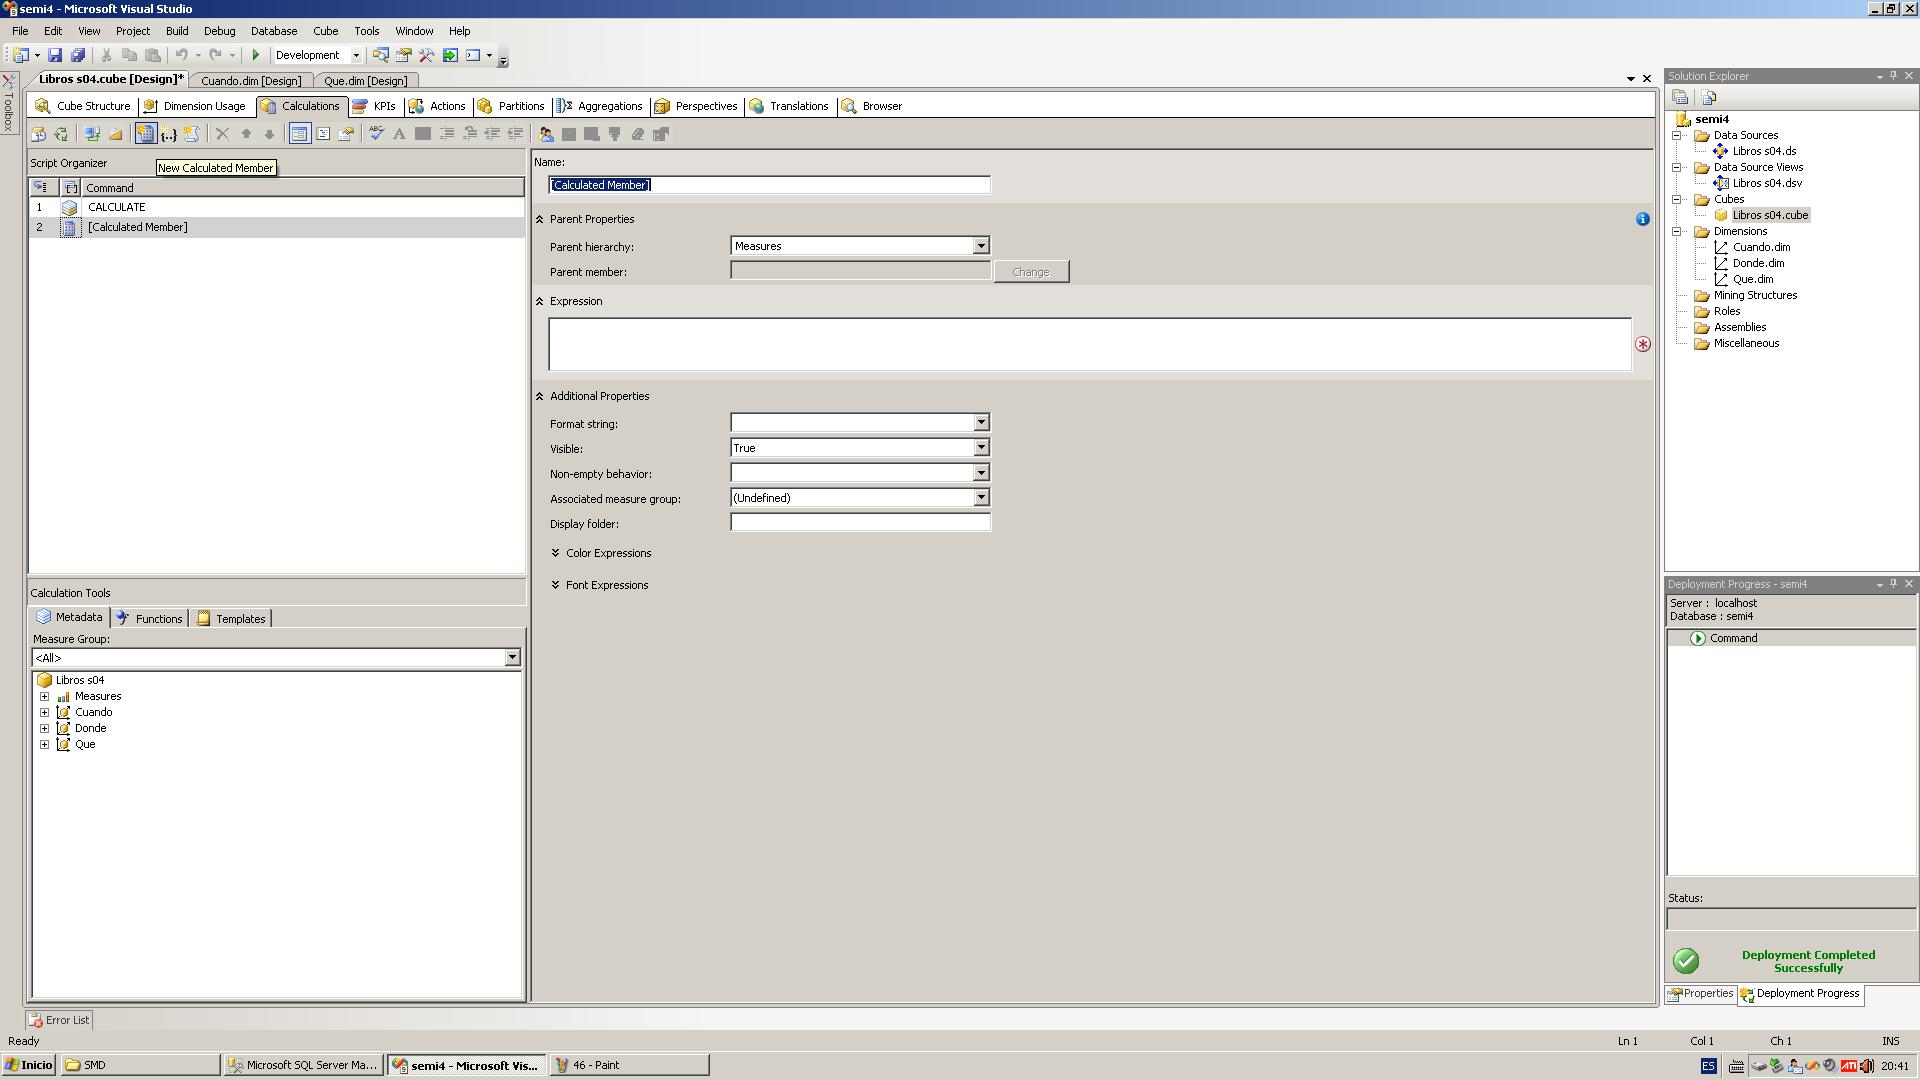 semi4 - Microsoft Visual Studio
File Edit View Project Build Debug Database Cube Tools Window Help
Development
Toolbox
Libros s04.cube [Design]* Cuando.dim [Design] Que.dim [Design]
Cube Structure Dimension Usage Calculations KPIs Actions Partitions Aggregations Perspectives Translations Browser
Script Organizer
New Calculated Member
Command
1 CALCULATE
2 [Calculated Member]
Calculation Tools
Metadata Functions Templates
Measure Group:
<All>
Libros s04
Measures
Cuando
Donde
Que
Name:
[Calculated Member]
Parent Properties
Parent hierarchy: Measures
Parent member: Change
Expression
Additional Properties
Format string:
Visible: True
Non-empty behavior:
Associated measure group: (Undefined)
Display folder:
Color Expressions
Font Expressions
Solution Explorer
semi4
Data Sources
Libros s04.ds
Data Source Views
Libros s04.dsv
Cubes
Libros s04.cube
Dimensions
Cuando.dim
Donde.dim
Que.dim
Mining Structures
Roles
Assemblies
Miscellaneous
Deployment Progress - semi4
Server : localhost
Database : semi4
Command
Status:
Deployment Completed
Successfully
Properties Deployment Progress
Error List
Ready Ln 1 Col 1 Ch 1 INS
Inicio SMD Microsoft SQL Server Ma... semi4 - Microsoft Vis... 46 - Paint ES ATI 20:41